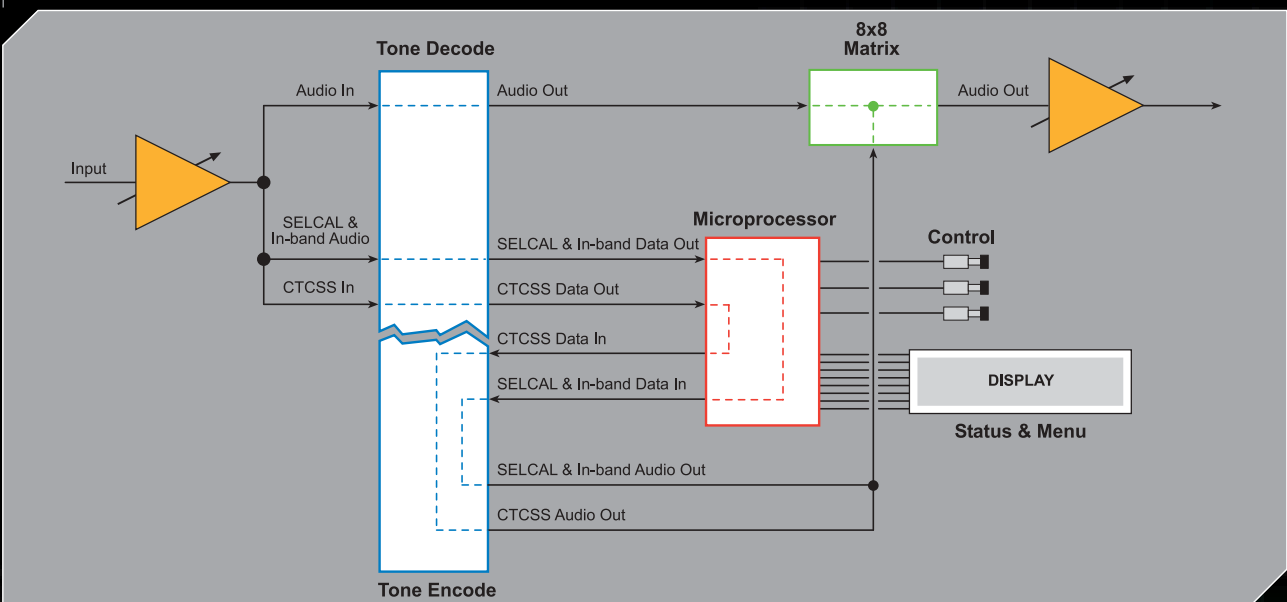 8x8
Matrix
Tone Decode
Audio In
Audio Out
Audio Out
Input
SELCAL &
In-band Audio
Microprocessor
Control
SELCAL & In-band Data Out
CTCSS In
CTCSS Data Out
CTCSS Data In
SELCAL & In-band Data In
DISPLAY
Status & Menu
SELCAL & In-band Audio Out
CTCSS Audio Out
Tone Encode